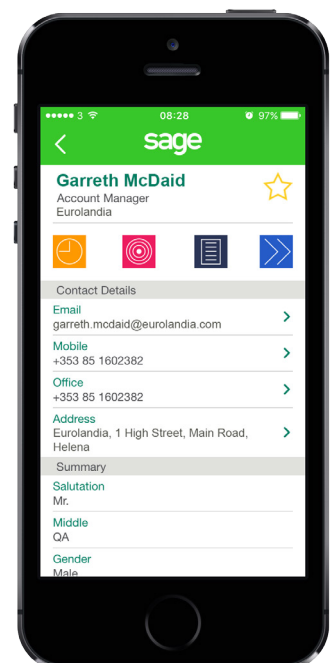 3 08:28 97%
sage
Garreth McDaid
Account Manager
Eurolandia
Contact Details
Email
garreth.mcdaid@eurolandia.com
Mobile
+353 85 1602382
Office
+353 85 1602382
Address
Eurolandia, 1 High Street, Main Road,
Helena
Summary
Salutation
Mr.
Middle
QA
Gender
Male